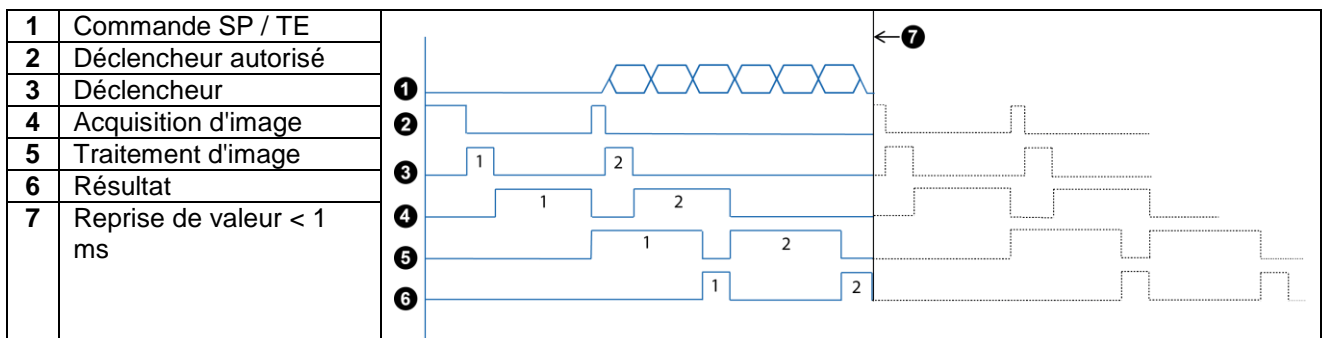 1 Commande SP / TE
2 Déclencheur autorisé
3 Déclencheur
4 Acquisition d'image
5 Traitement d'image
6 Résultat
7 Reprise de valeur < 1
ms
7
1
2
3 1 2
4 1 2
5 1 2
6 1 2